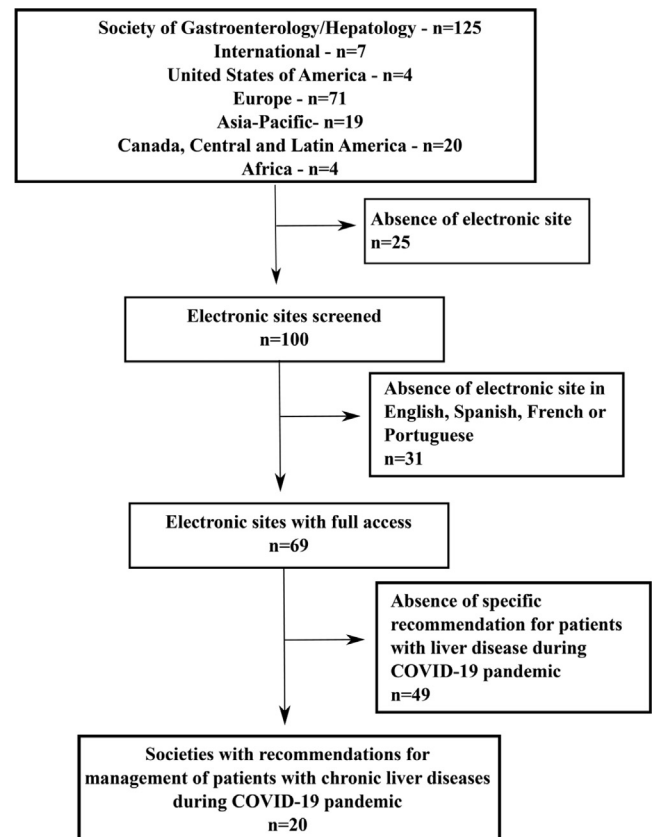 Society of Gastroenterology/Hepatology - n=125
International - n=7
United States of America - n=4
Europe - n=71
Asia-Pacific- n=19
Canada, Central and Latin America - n=20
Africa - n=4
Absence of electronic site
n=25
Electronic sites screened
n=100
Absence of electronic site in
English, Spanish, French or
Portuguese
n=31
Electronic sites with full access
n=69
Absence of specific
recommendation for patients
with liver disease during
COVID-19 pandemic
n=49
Societies with recommendations for
management of patients with chronic liver diseases
during COVID-19 pandemic
n=20